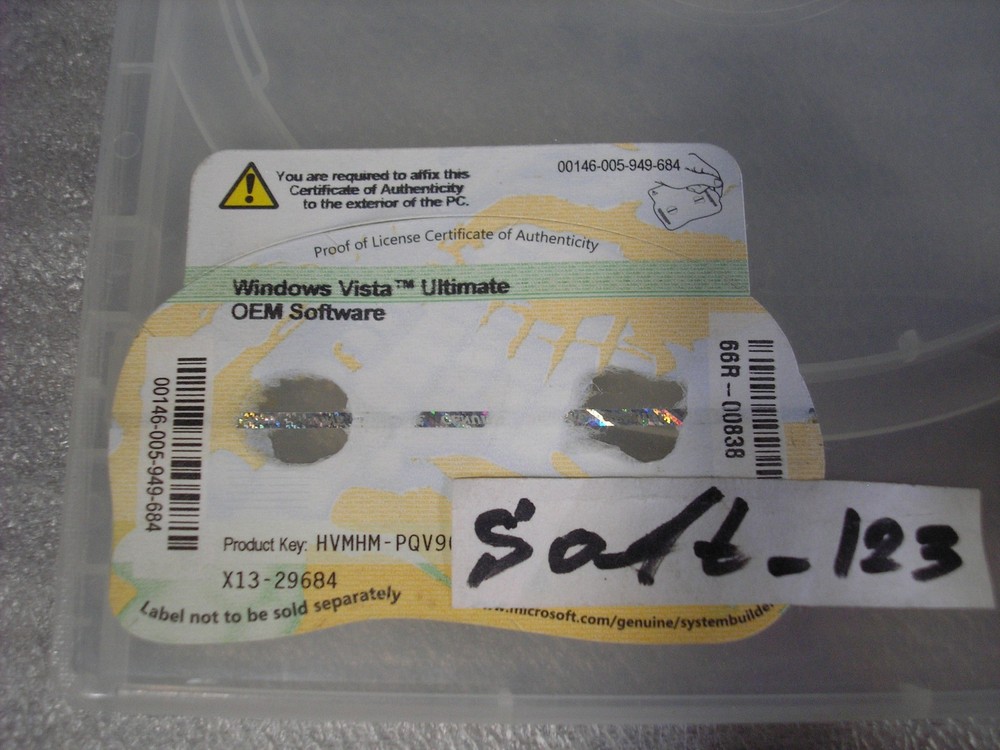 You are required to affix this
Certificate of Authenticity
to the exterior of the PC.
00146-005-949-684
Proof of License Certificate of Authenticity
Windows Vista™ Ultimate
OEM Software
00146-005-949-684
66R-00838
GENUINE
Product Key: HVMHM-PQV9
X13-29684
Label not to be sold separately
.microsoft.com/genuine/systembuilder
Soft-123